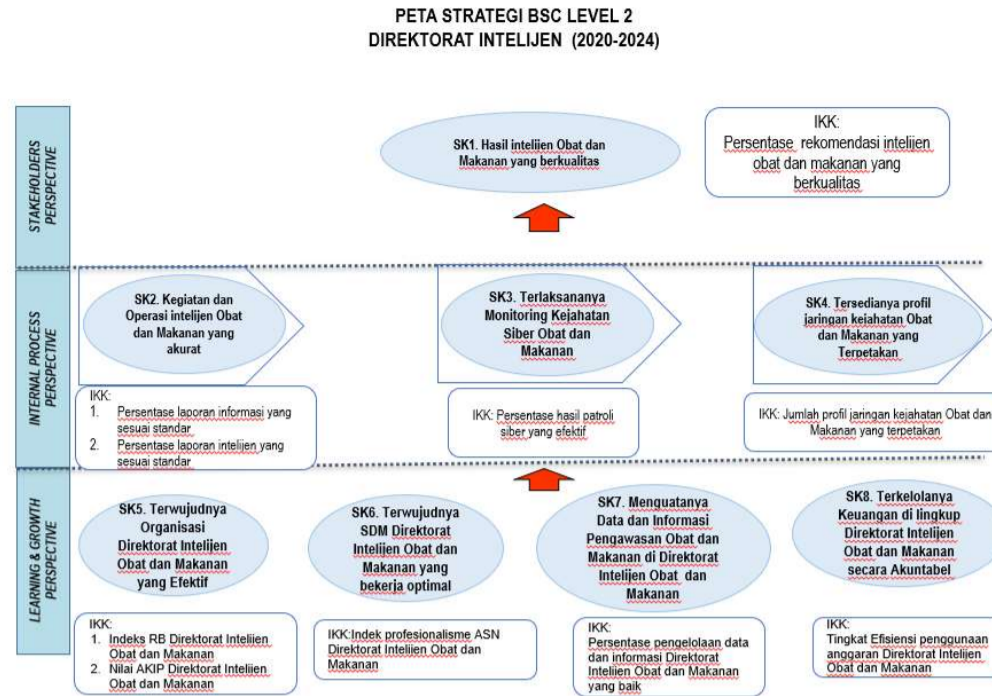 PETA STRATEGI BSC LEVEL 2
DIREKTORAT INTELIJEN (2020-2024)
STAKEHOLDERS
PERSPECTIVE
SK1. Hasil intelijen Obat dan
Makanan yang berkualitas
IKK:
Persentase rekomendasi intelijen
obat dan makanan yang
berkualitas
INTERNAL PROCESS
PERSPECTIVE
SK2. Kegiatan dan
Operasi intelijen Obat
dan Makanan yang
akurat
IKK:
1. Persentase laporan informasi yang
sesuai standar
2. Persentase laporan intelijen yang
sesuai standar
SK3. Terlaksananya
Monitoring Kejahatan
Siber Obat dan
Makanan
IKK: Persentase hasil patroli
siber yang efektif
SK4. Tersedianya profil
jaringan kejahatan Obat
dan Makanan yang
Terpetakan
IKK: Jumlah profil jaringan kejahatan Obat dan
Makanan yang terpetakan
LEARNING & GROWTH
PERSPECTIVE
SK5. Terwujudnya
Organisasi
Direktorat Intelijen
Obat dan Makanan
yang Efektif
IKK:
1. Indeks RB Direktorat Intelijen
Obat dan Makanan
2. Nilai AKIP Direktorat Intelijen
Obat dan Makanan
SK6. Terwujudnya
SDM Direktorat
Intelijen Obat dan
Makanan yang
bekerja optimal
IKK:Indek profesionalisme ASN
Direktorat Intelijen Obat dan
Makanan
SK7. Menguatanya
Data dan Informasi
Pengawasan Obat dan
Makanan di Direktorat
Intelijen Obat dan
Makanan
IKK:
Persentase pengelolaan data
dan informasi Direktorat
Intelijen Obat dan Makanan
yang baik
SK8. Terkelolanya
Keuangan di lingkup
Direktorat Intelijen
Obat dan Makanan
secara Akuntabel
IKK:
Tingkat Efisiensi penggunaan
anggaran Direktorat Intelijen
Obat dan Makanan